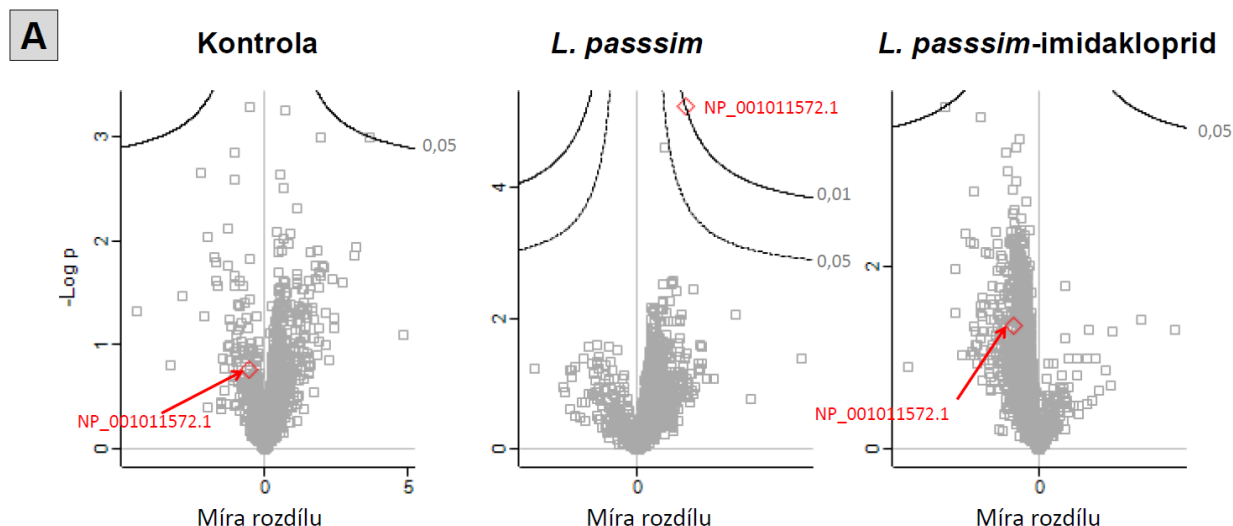 A
Kontrola
L. passsim
L. passsim-imidakloprid
-Log p
3
2
1
0
0,05
NP_001011572.1
0
5
Míra rozdílu
4
2
0
NP_001011572.1
0,01
0,05
0
Míra rozdílu
2
0
0,05
NP_001011572.1
0
Míra rozdílu